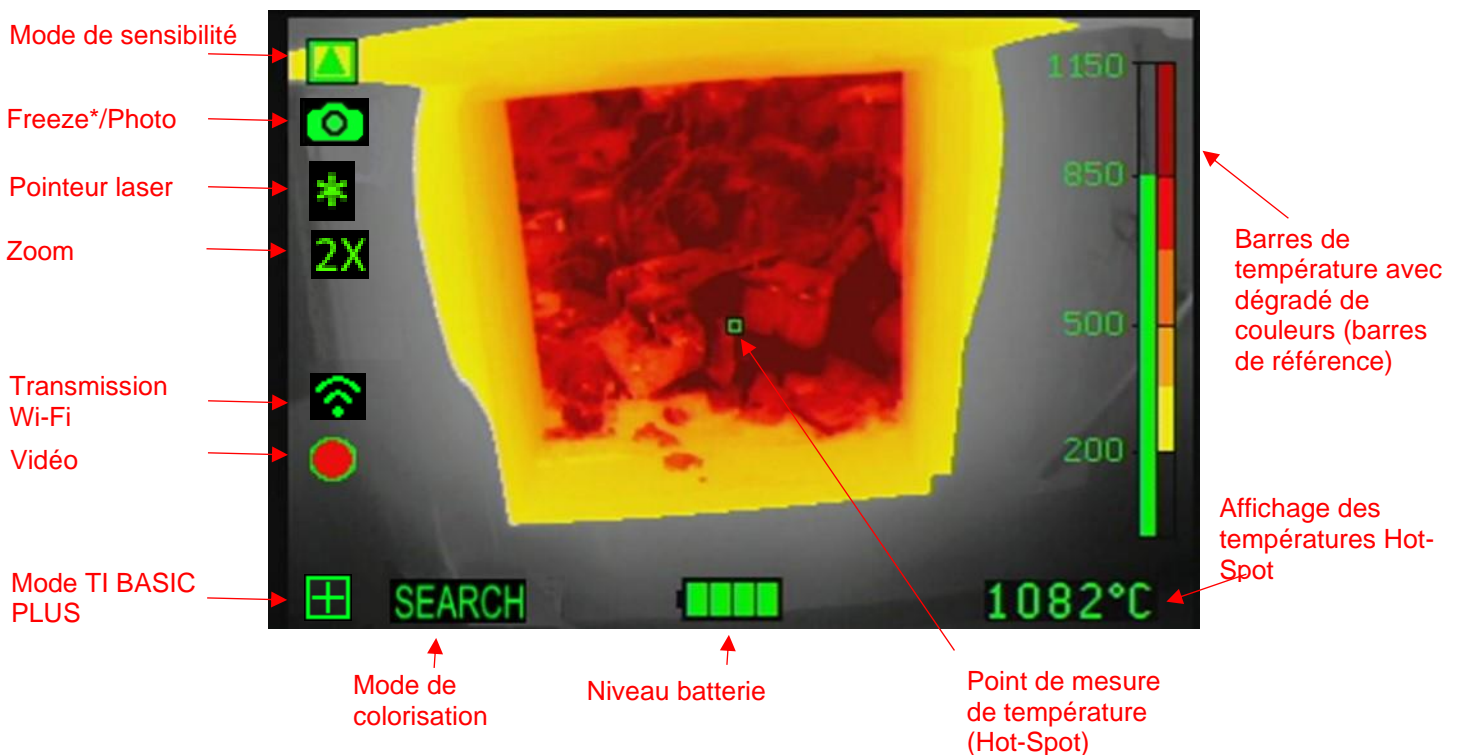 Mode de sensibilité
Freeze*/Photo
Pointeur laser
Zoom
2X
Transmission
Wi-Fi
Vidéo
Mode TI BASIC
PLUS
SEARCH
Mode de
colorisation
Niveau batterie
1150
850
500
200
1082°C
Barres de
température avec
dégradé de
couleurs (barres
de référence)
Affichage des
températures Hot-
Spot
Point de mesure
de température
(Hot-Spot)